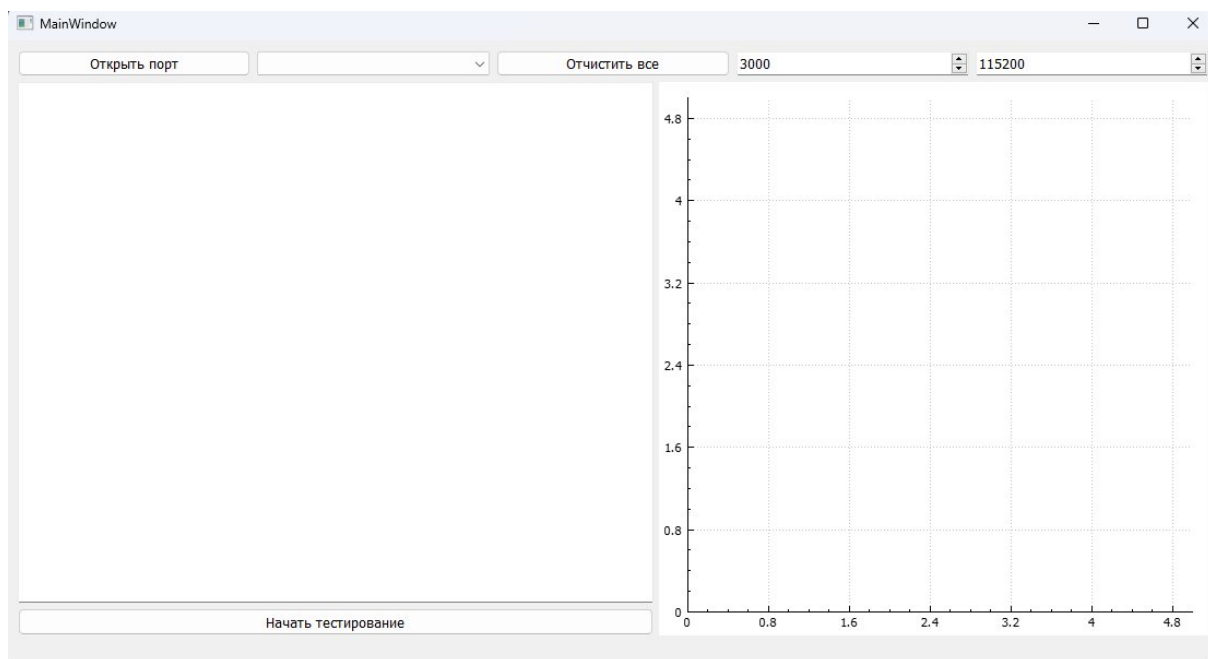 MainWindow
Открыть порт
Отчистить все
3000
115200
4.8
4
3.2
2.4
1.6
0.8
0
0 0.8 1.6 2.4 3.2 4 4.8
Начать тестирование